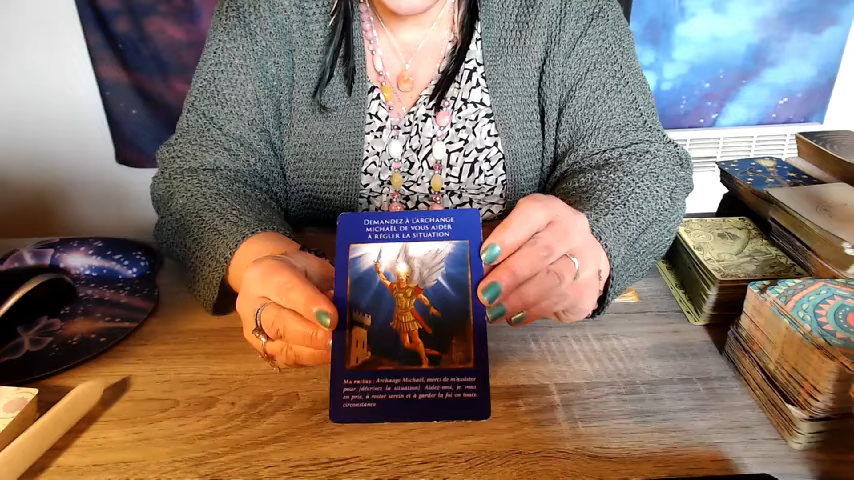 DEMANDEZ À L'ARCHANGE
MICHAËL DE VOUS AIDER
À RÉGLER LA SITUATION
MA PRIÈRE : Archange Michaël, merci de m'assister
pour [décrivez la situation]. Aidez-moi, je vous
en prie, à rester serein et à garder la foi en toute
circonstance.